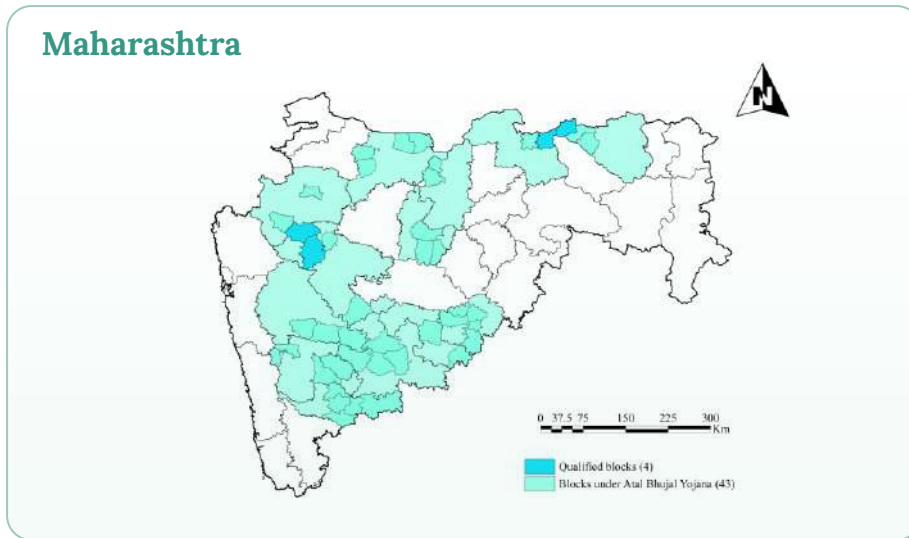 Maharashtra
N
0 37.5 75 150 225 300
Km
Qualified blocks (4)
Blocks under Atal Bhujal Yojana (43)